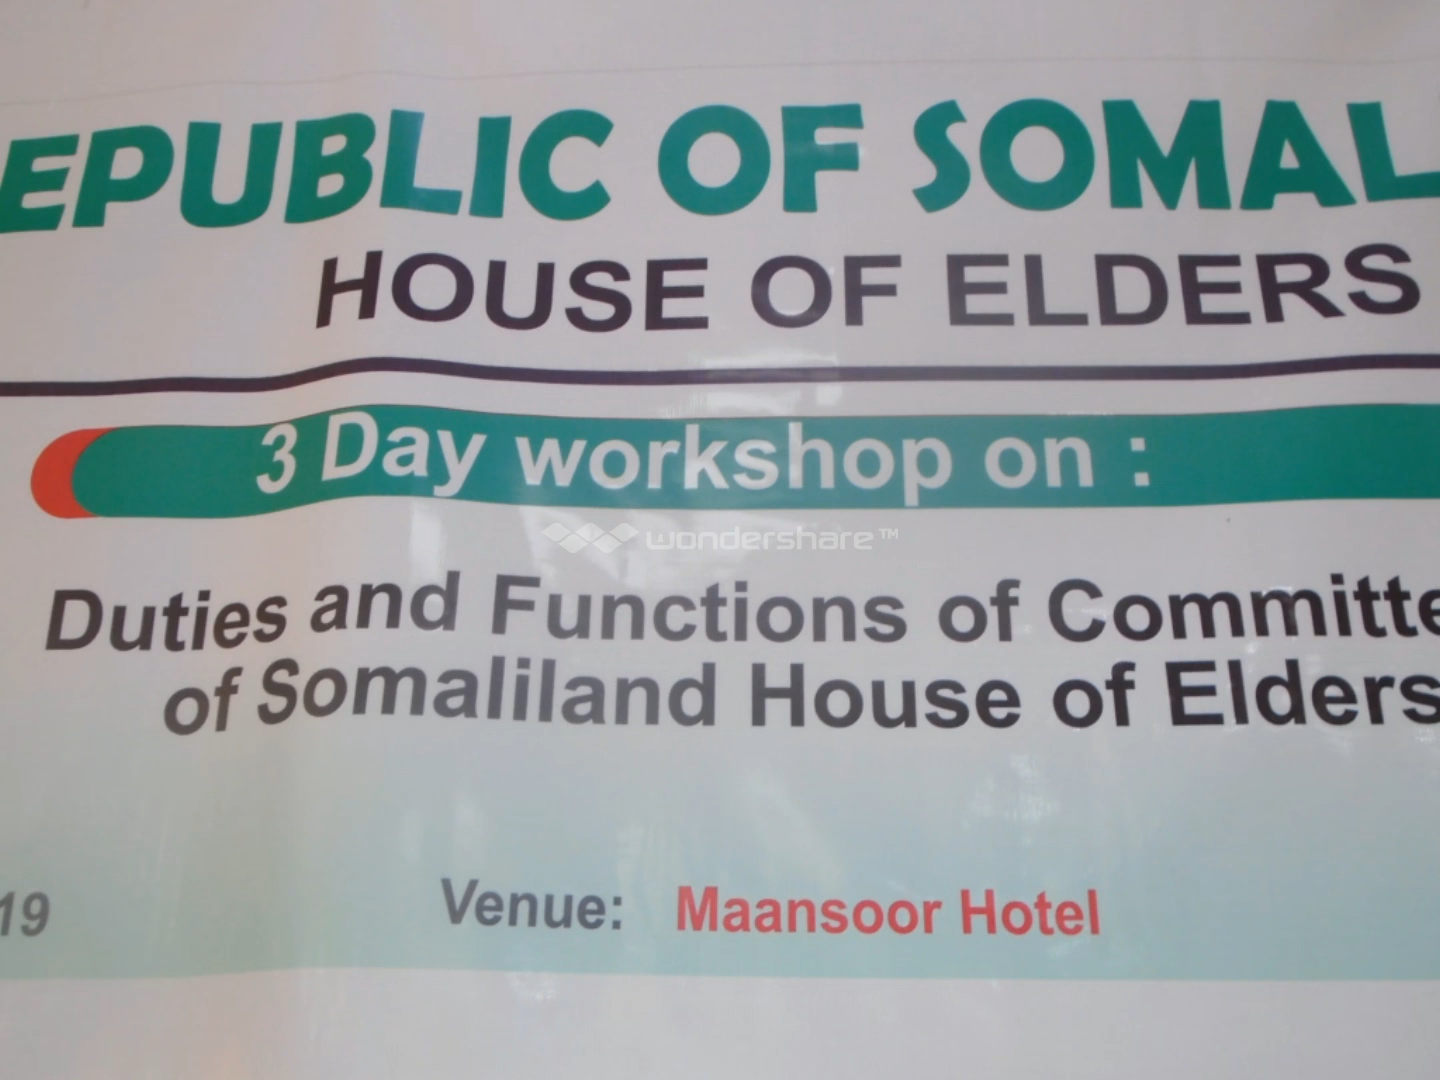 EPUBLIC OF SOMAL
HOUSE OF ELDERS
3 Day workshop on :
wondershare™
Duties and Functions of Committe
of Somaliland House of Elders
19 Venue: Maansoor Hotel